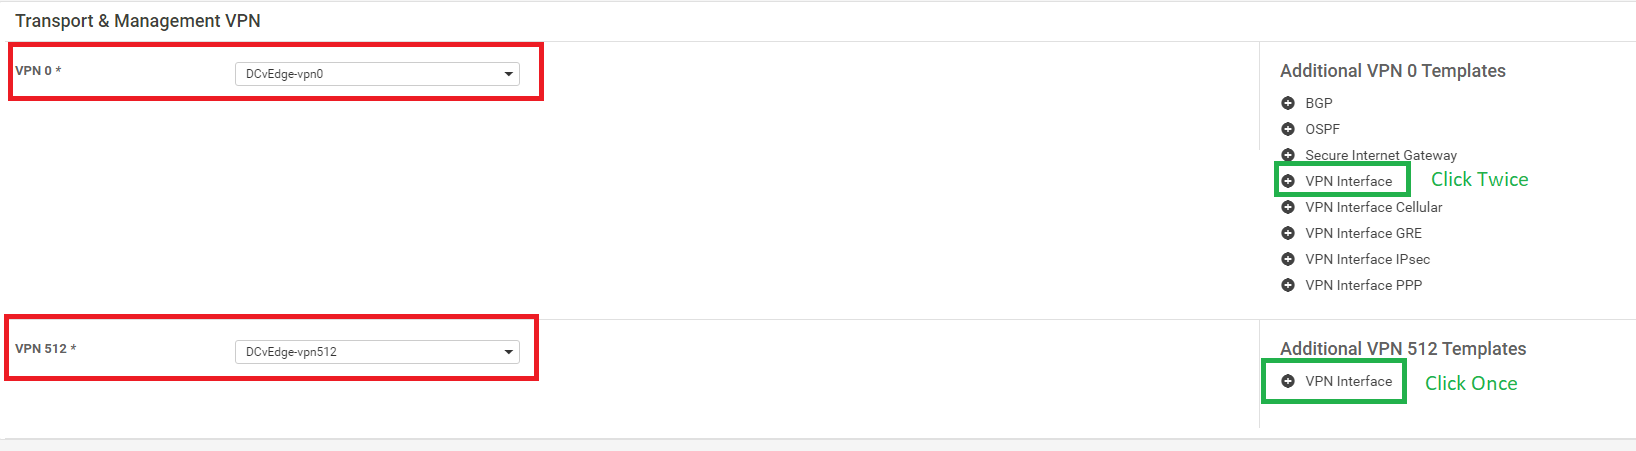 Transport & Management VPN
VPN 0 *
DCvEdge-vpn0
Additional VPN 0 Templates
BGP
OSPF
Secure Internet Gateway
VPN Interface
Click Twice
VPN Interface Cellular
VPN Interface GRE
VPN Interface IPsec
VPN Interface PPP
VPN 512 *
DCvEdge-vpn512
Additional VPN 512 Templates
VPN Interface
Click Once